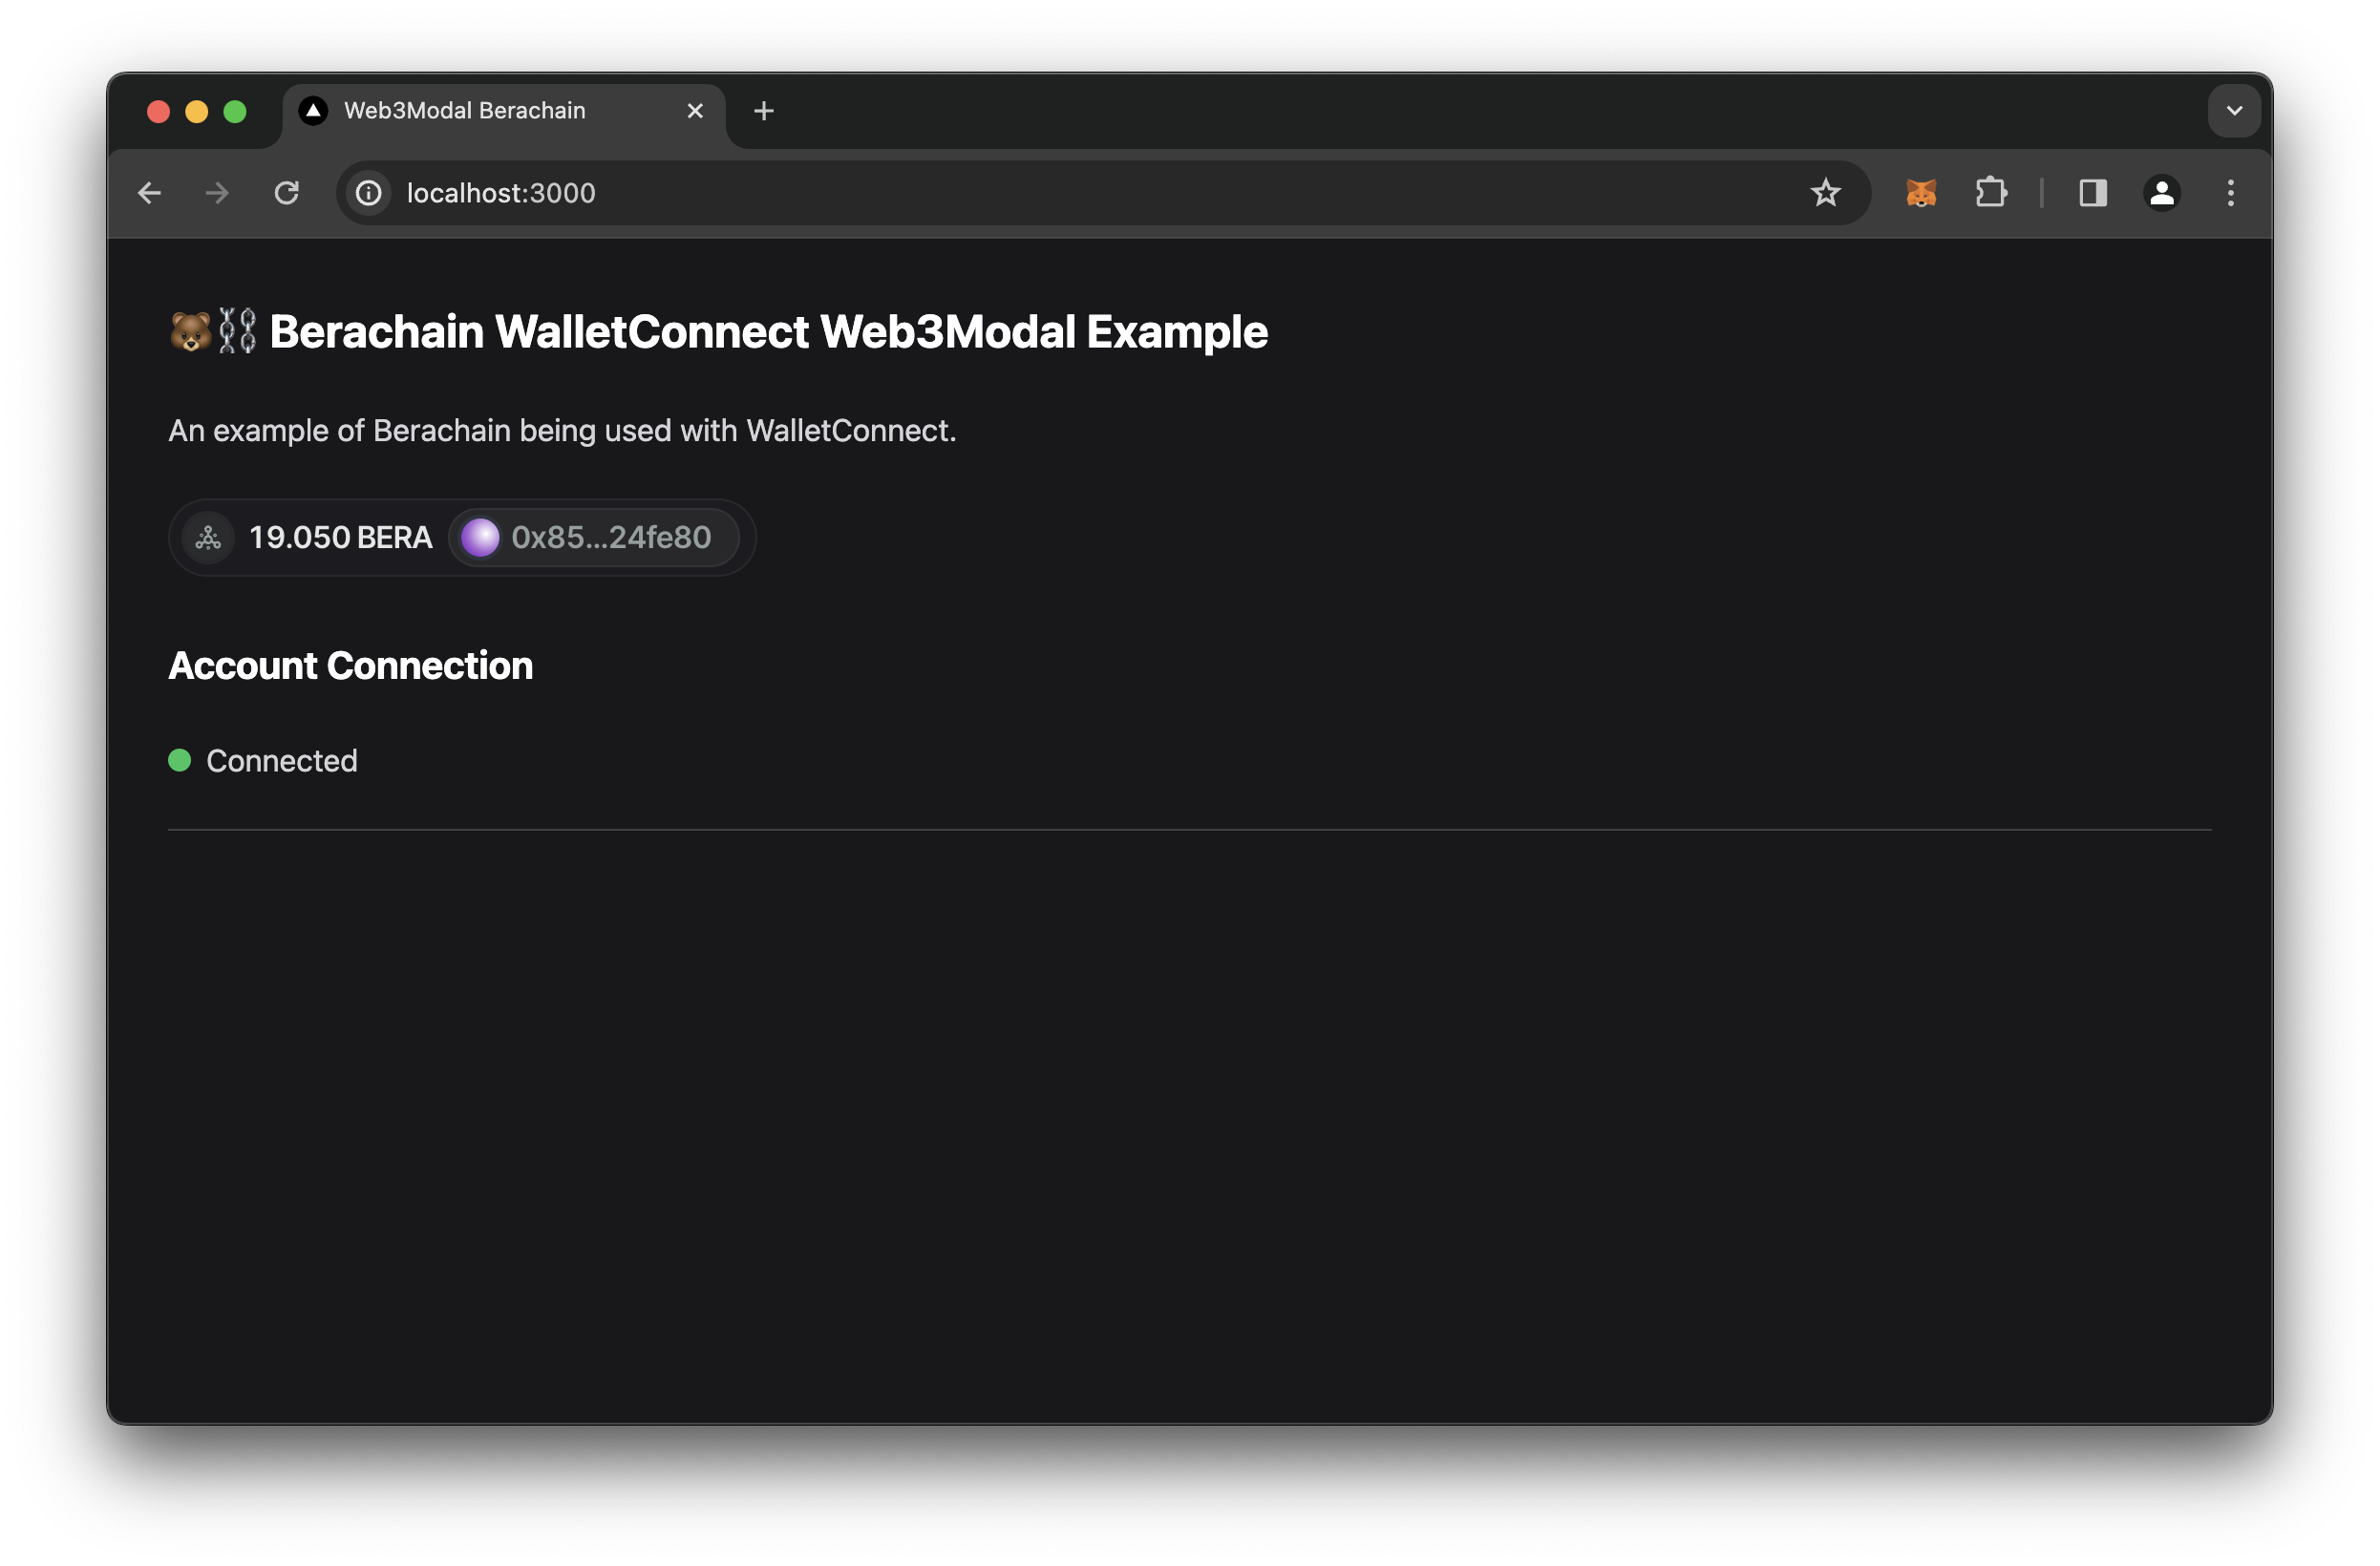 Web3Modal Berachain
localhost:3000
🐻⛓️ Berachain WalletConnect Web3Modal Example
An example of Berachain being used with WalletConnect.
19.050 BERA 0x85...24fe80
Account Connection
Connected